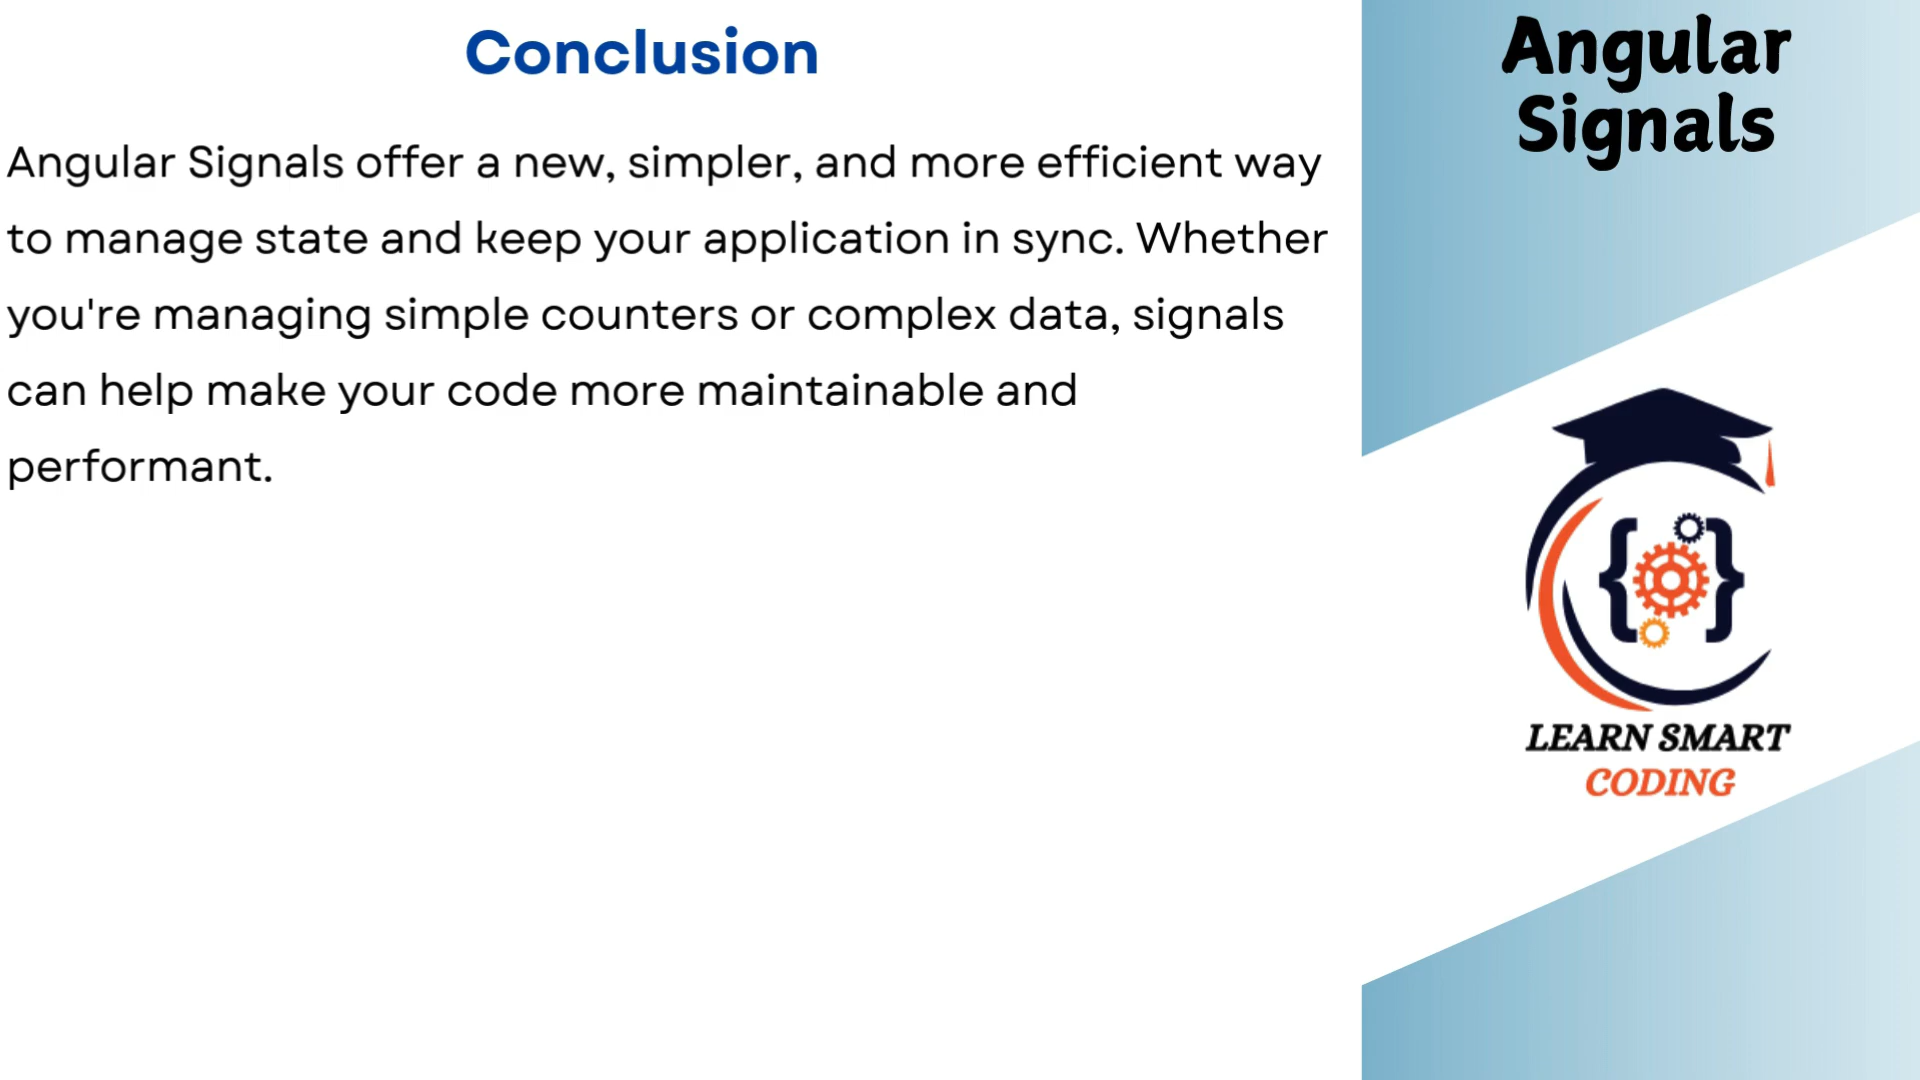 Conclusion
Angular Signals offer a new, simpler, and more efficient way
to manage state and keep your application in sync. Whether
you're managing simple counters or complex data, signals
can help make your code more maintainable and
performant.
Angular
Signals
{ }
LEARN SMART
CODING